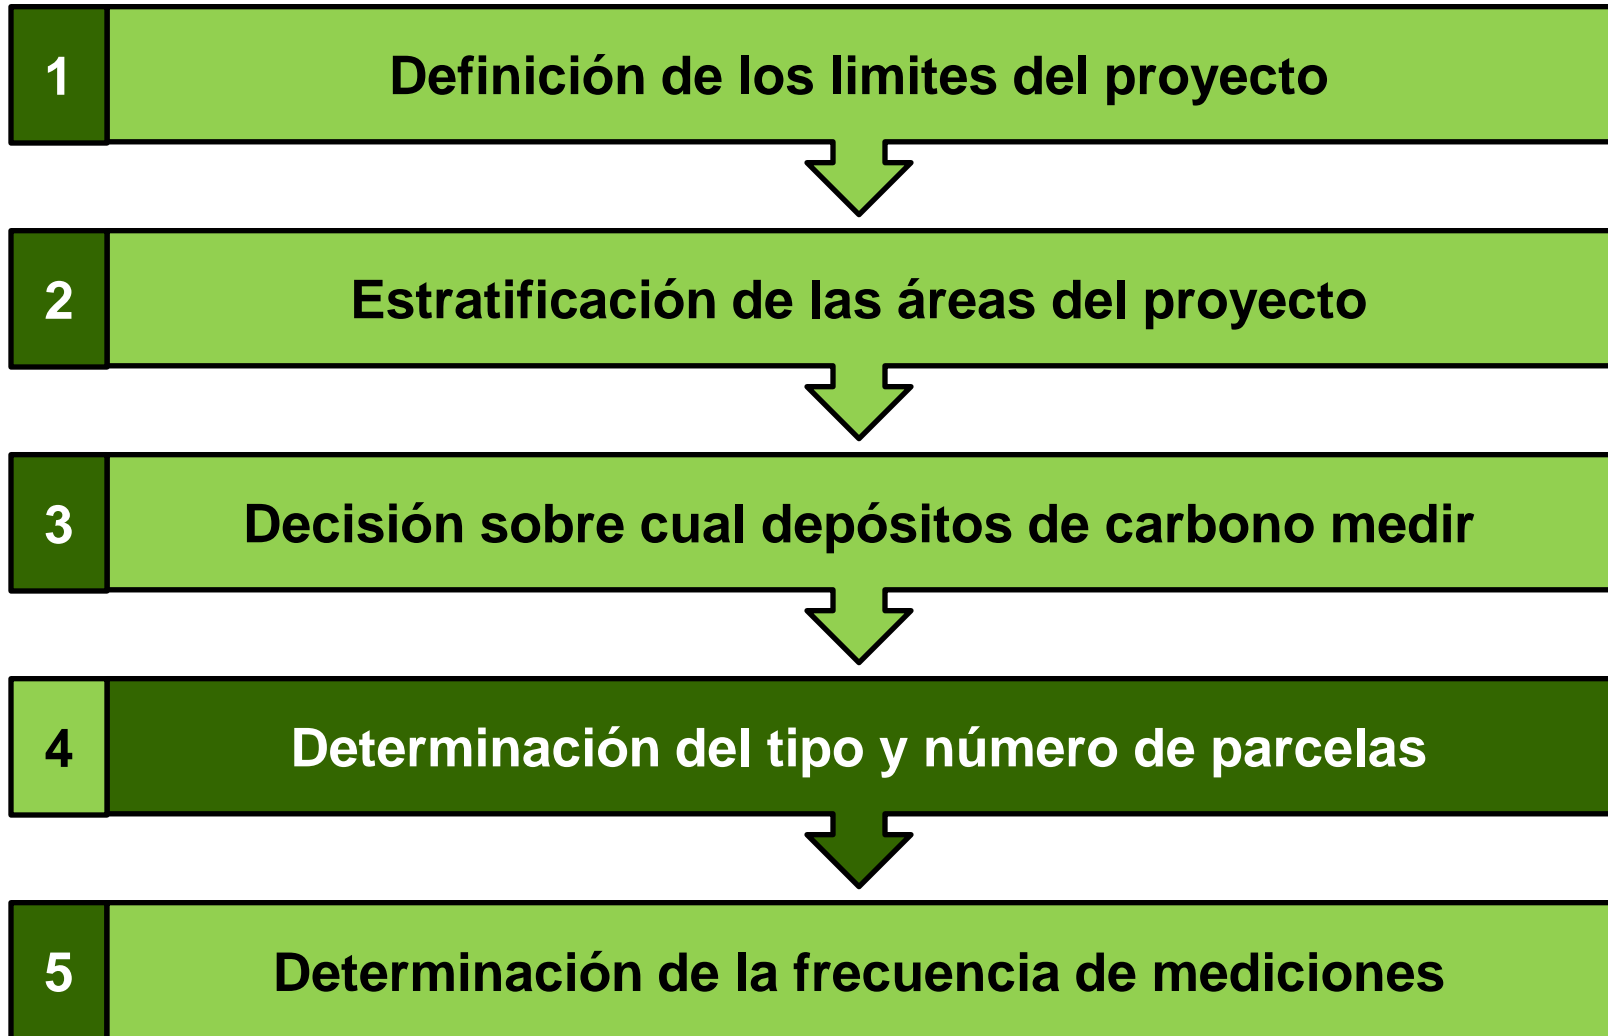 1 Definición de los limites del proyecto
2 Estratificación de las áreas del proyecto
3 Decisión sobre cual depósitos de carbono medir
4 Determinación del tipo y número de parcelas
5 Determinación de la frecuencia de mediciones